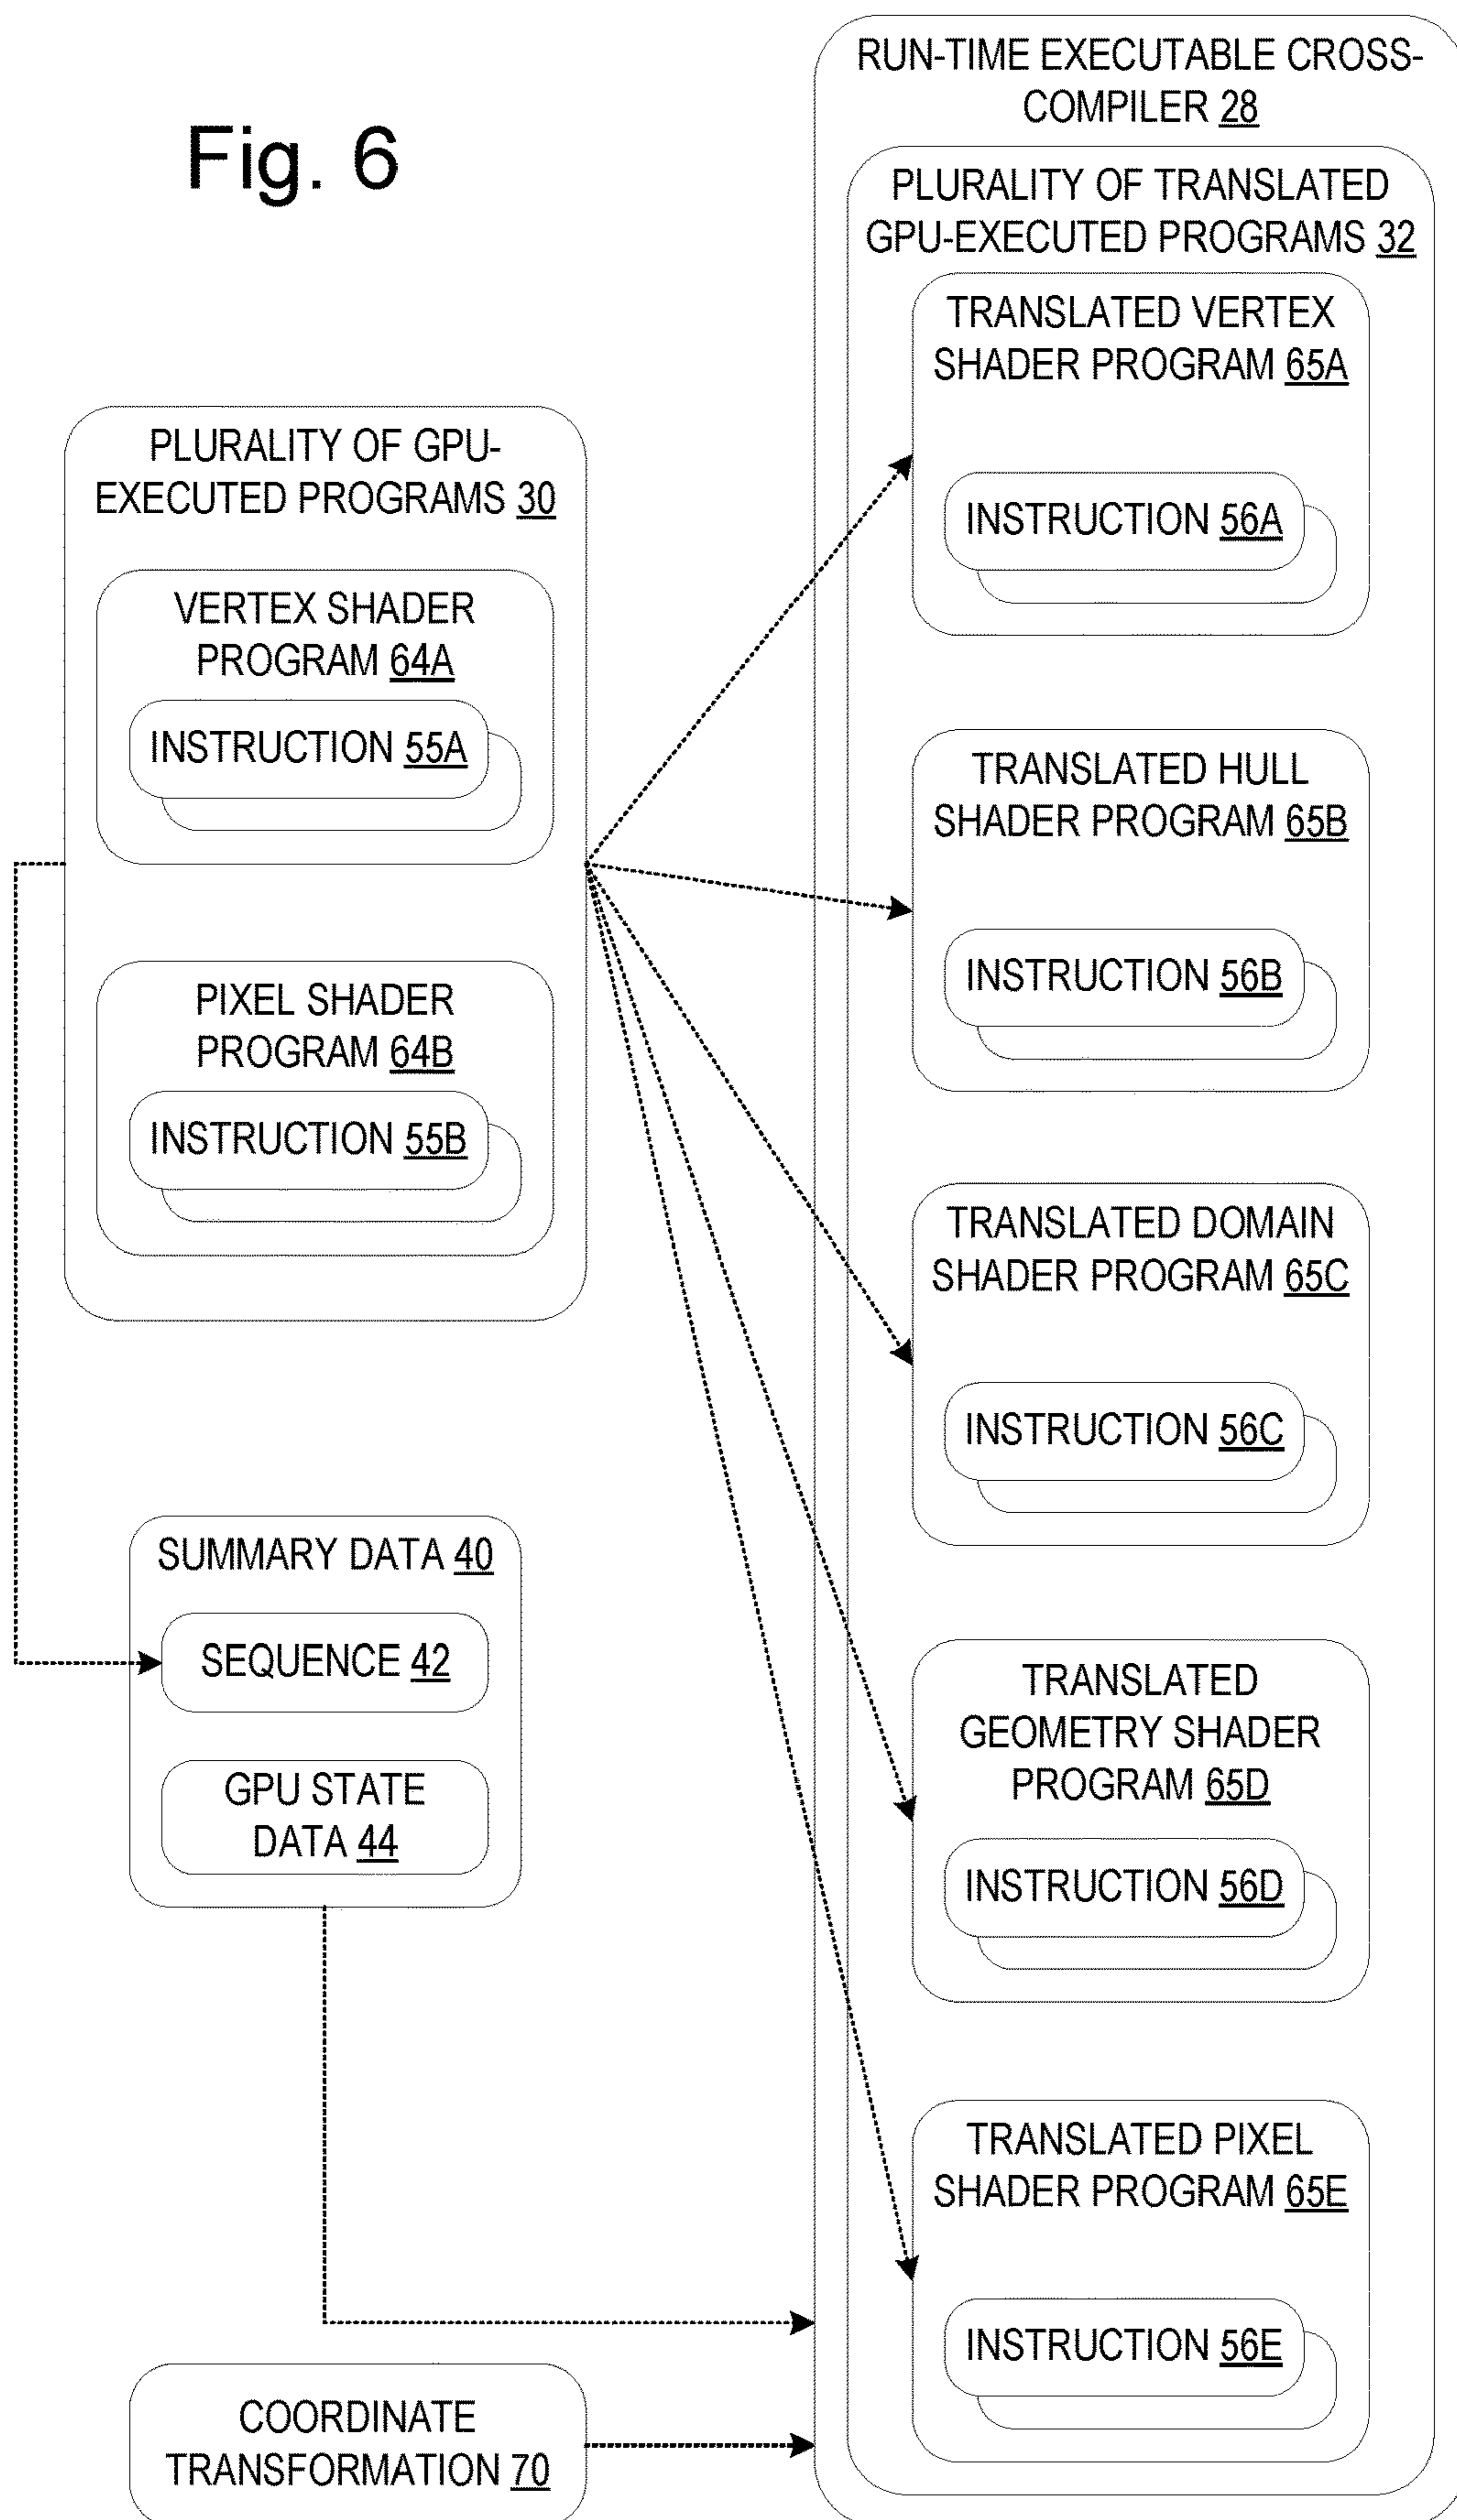 Fig. 6
PLURALITY OF GPU-
EXECUTED PROGRAMS 30
VERTEX SHADER
PROGRAM 64A
INSTRUCTION 55A
PIXEL SHADER
PROGRAM 64B
INSTRUCTION 55B
SUMMARY DATA 40
SEQUENCE 42
GPU STATE
DATA 44
COORDINATE
TRANSFORMATION 70
RUN-TIME EXECUTABLE CROSS-
COMPILER 28
PLURALITY OF TRANSLATED
GPU-EXECUTED PROGRAMS 32
TRANSLATED VERTEX
SHADER PROGRAM 65A
INSTRUCTION 56A
TRANSLATED HULL
SHADER PROGRAM 65B
INSTRUCTION 56B
TRANSLATED DOMAIN
SHADER PROGRAM 65C
INSTRUCTION 56C
TRANSLATED
GEOMETRY SHADER
PROGRAM 65D
INSTRUCTION 56D
TRANSLATED PIXEL
SHADER PROGRAM 65E
INSTRUCTION 56E